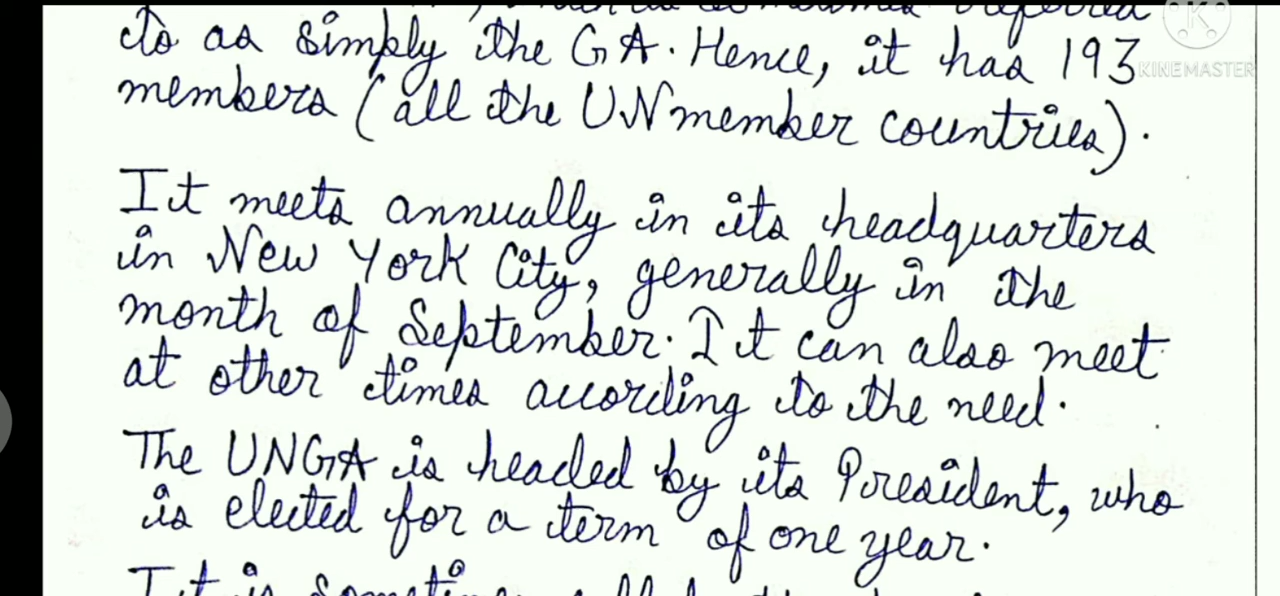 referred
to as simply the GA. Hence, it has 193
KINEMASTER
members (all the UN member countries).
It meets annually in its headquarters
in New York City, generally in the
month of September. It can also meet
at other times according to the need.
The UNGA is headed by its President, who
is elected for a term of one year.
It is